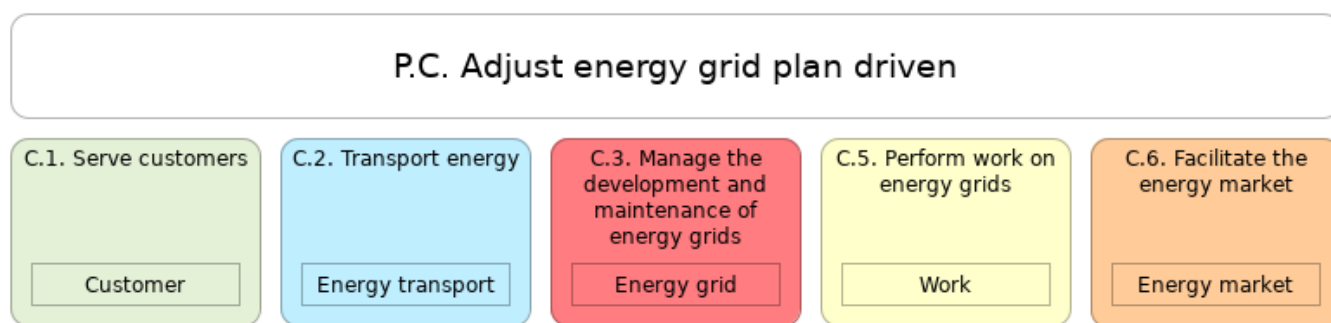 P.C. Adjust energy grid plan driven
C.1. Serve customers
Customer
C.2. Transport energy
Energy transport
C.3. Manage the
development and
maintenance of
energy grids
Energy grid
C.5. Perform work on
energy grids
Work
C.6. Facilitate the
energy market
Energy market